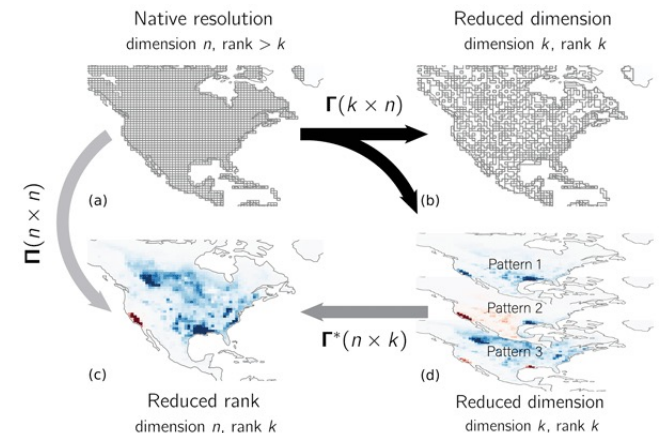 Native resolution
dimension n, rank > k
Reduced dimension
dimension k, rank k
Γ(k × n)
(a)
(b)
Π(n × n)
Pattern 1
Pattern 2
Pattern 3
Γ*(n × k)
(c)
(d)
Reduced rank
dimension n, rank k
Reduced dimension
dimension k, rank k